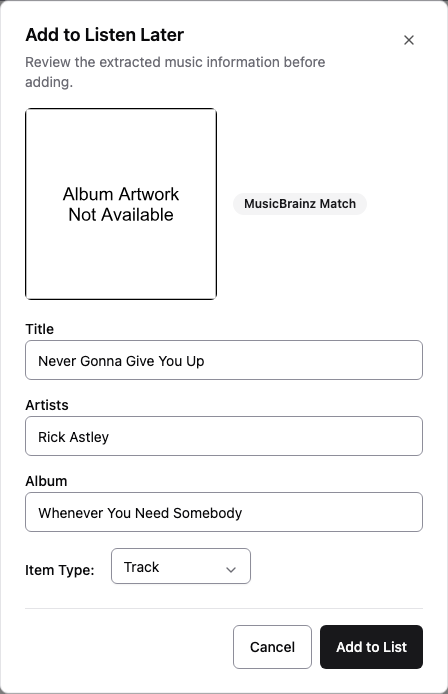 Add to Listen Later
Review the extracted music information before
adding.
Album Artwork
Not Available
MusicBrainz Match
Title
Never Gonna Give You Up
Artists
Rick Astley
Album
Whenever You Need Somebody
Item Type:
Track
Cancel
Add to List